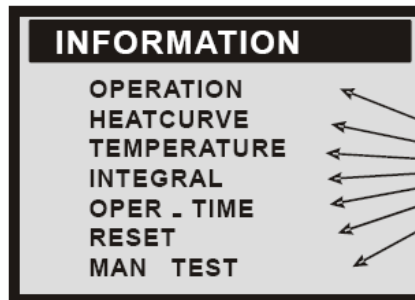 INFORMATION
OPERATION
HEATCURVE
TEMPERATURE
INTEGRAL
OPER - TIME
RESET
MAN TEST